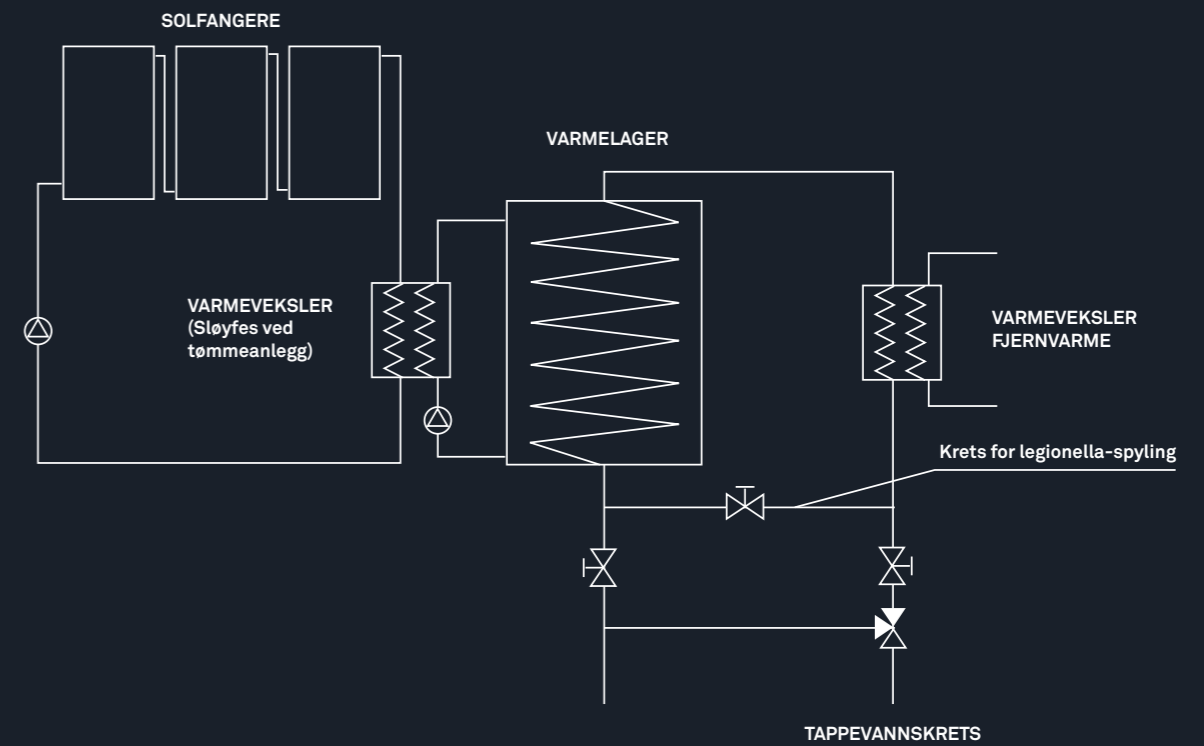 SOLFANGERE
VARMELAGER
VARMEVEKSLER
(Sløyfes ved
tømmeanlegg)
VARMEVEKSLER
FJERNVARME
Krets for legionella-spyling
TAPPEVANNSKRETS